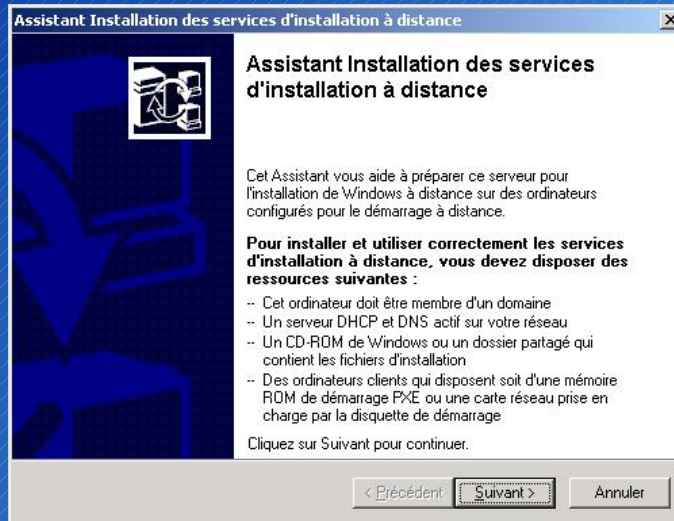 Assistant Installation des services d'installation à distance
Assistant Installation des services
d'installation à distance
Cet Assistant vous aide à préparer ce serveur pour
l'installation de Windows à distance sur des ordinateurs
configurés pour le démarrage à distance.
Pour installer et utiliser correctement les services
d'installation à distance, vous devez disposer des
ressources suivantes :
-- Cet ordinateur doit être membre d'un domaine
-- Un serveur DHCP et DNS actif sur votre réseau
-- Un CD-ROM de Windows ou un dossier partagé qui
contient les fichiers d'installation
-- Des ordinateurs clients qui disposent soit d'une mémoire
ROM de démarrage PXE ou une carte réseau prise en
charge par la disquette de démarrage
Cliquez sur Suivant pour continuer.
< Précédent Suivant > Annuler